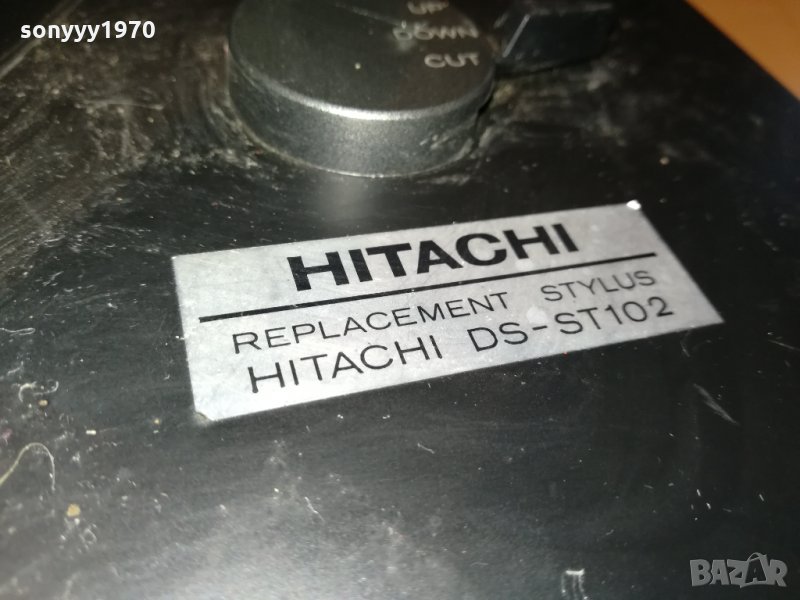 sonyyy1970
UP
DOWN
CUT
HITACHI
REPLACEMENT STYLUS
HITACHI DS-ST102
BAZAR